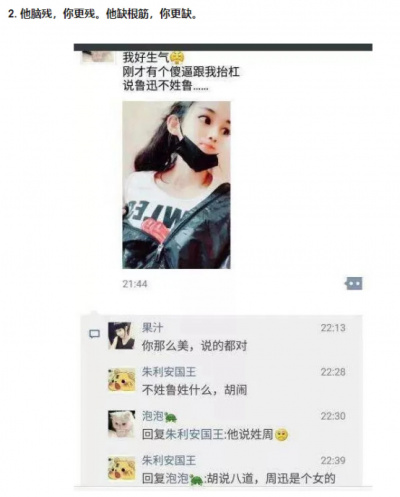 2. 他脑残，你更残。他缺根筋，你更缺。
我好生气
刚才有个傻逼跟我抬杠
说鲁迅不姓鲁......
21:44
果汁 22:13
你那么美，说的都对
朱利安国王 22:28
不姓鲁姓什么，胡闹
泡泡 22:30
回复朱利安国王:他说姓周
朱利安国王 22:39
回复泡泡:胡说八道，周迅是个女的